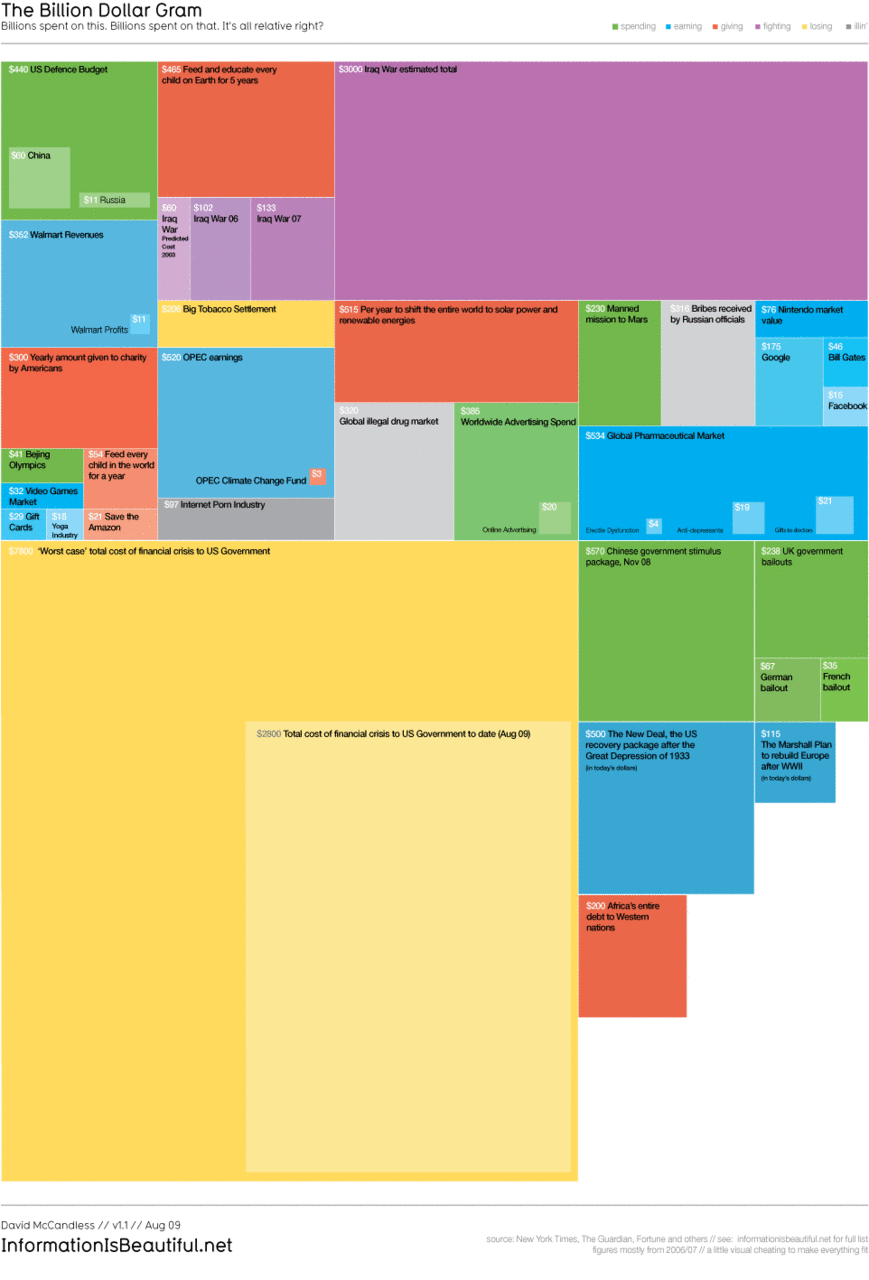 The Billion Dollar Gram
Billions spent on this. Billions spent on that. It's all relative right?
spending
earning
giving
fighting
losing
illin'
$440 US Defence Budget
$60 China
$11 Russia
$465 Feed and educate every
child on Earth for 5 years
$3000 Iraq War estimated total
$60
Iraq
War
Predicted
Cost
2003
$102
Iraq War 06
$133
Iraq War 07
$352 Walmart Revenues
$11
Walmart Profits
Big Tobacco Settlement
$515 Per year to shift the entire world to solar power and
renewable energies
$230 Manned
mission to Mars
Bribes received
by Russian officials
$76 Nintendo market
value
$175
Google
$46
Bill Gates
$15
Facebook
$300 Yearly amount given to charity
by Americans
$520 OPEC earnings
OPEC Climate Change Fund
$3
$320
Global illegal drug market
$385
Worldwide Advertising Spend
$20
Online Advertising
$534 Global Pharmaceutical Market
$4
Erectile Dysfunction
$19
Anti-depressants
$21
Gifts to doctors
$41 Bejing
Olympics
$54 Feed every
child in the world
for a year
$32 Video Games
Market
$29 Gift
Cards
$18
Yoga
Industry
$21 Save the
Amazon
$97 Internet Porn Industry
$7800 'Worst case' total cost of financial crisis to US Government
$2800 Total cost of financial crisis to US Government to date (Aug 09)
$570 Chinese government stimulus
package, Nov 08
$238 UK government
bailouts
$67
German
bailout
$35
French
bailout
$500 The New Deal, the US
recovery package after the
Great Depression of 1933
(in today's dollars)
$115
The Marshall Plan
to rebuild Europe
after WWII
(in today's dollars)
$200 Africa's entire
debt to Western
nations
David McCandless // v1.1 // Aug 09
InformationIsBeautiful.net
source: New York Times, The Guardian, Fortune and others // see: informationisbeautiful.net for full list
figures mostly from 2006/07 // a little visual cheating to make everything fit